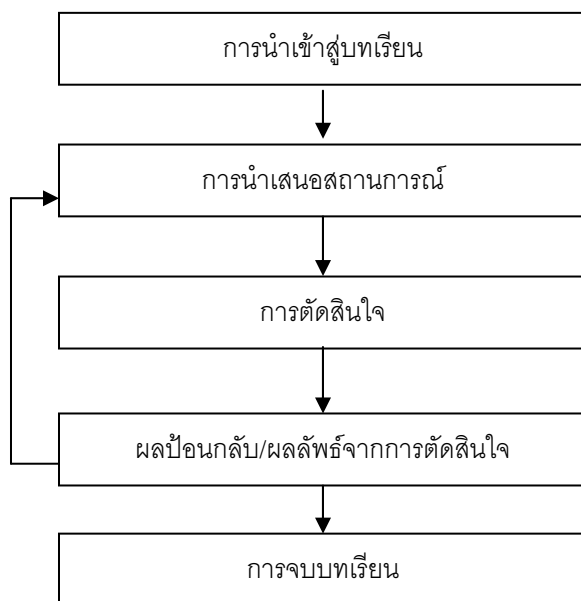 การนำเข้าสู่บทเรียน
การนำเสนอสถานการณ์
การตัดสินใจ
ผลป้อนกลับ/ผลลัพธ์จากการตัดสินใจ
การจบบทเรียน